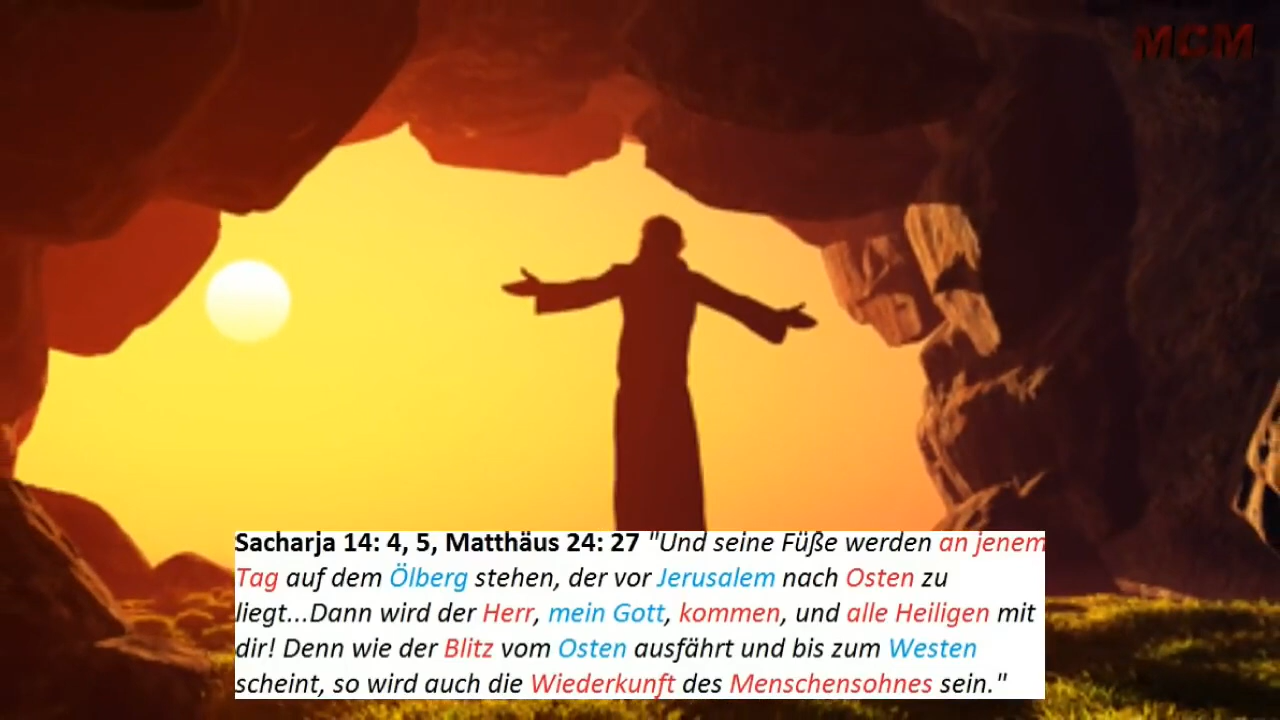 MCM
Sacharja 14: 4, 5, Matthäus 24: 27 "Und seine Füße werden an jenem
Tag auf dem Ölberg stehen, der vor Jerusalem nach Osten zu
liegt...Dann wird der Herr, mein Gott, kommen, und alle Heiligen mit
dir! Denn wie der Blitz vom Osten ausfährt und bis zum Westen
scheint, so wird auch die Wiederkunft des Menschensohnes sein."